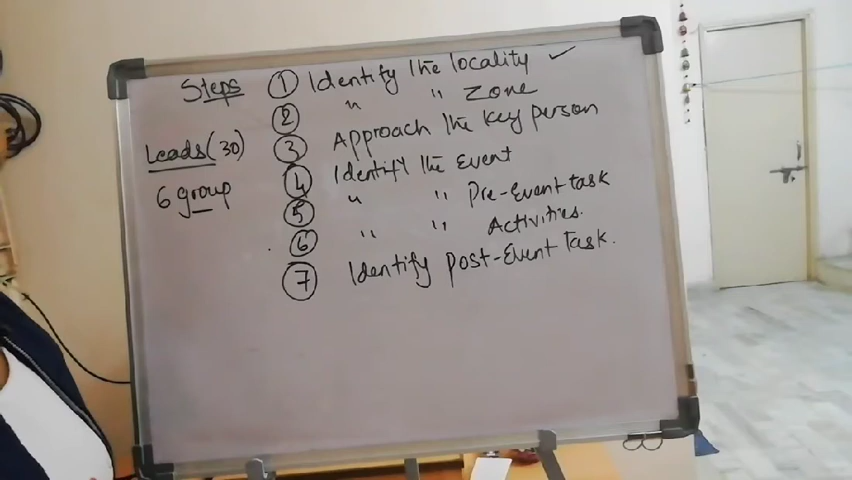 Steps ① Identify the locality ✓
② " " Zone
③ Approach the key person
Leads (30)
④ Identify the Event
6 group
⑤ " " Pre-Event task
⑥ " " Activities.
⑦ Identify post-Event task.